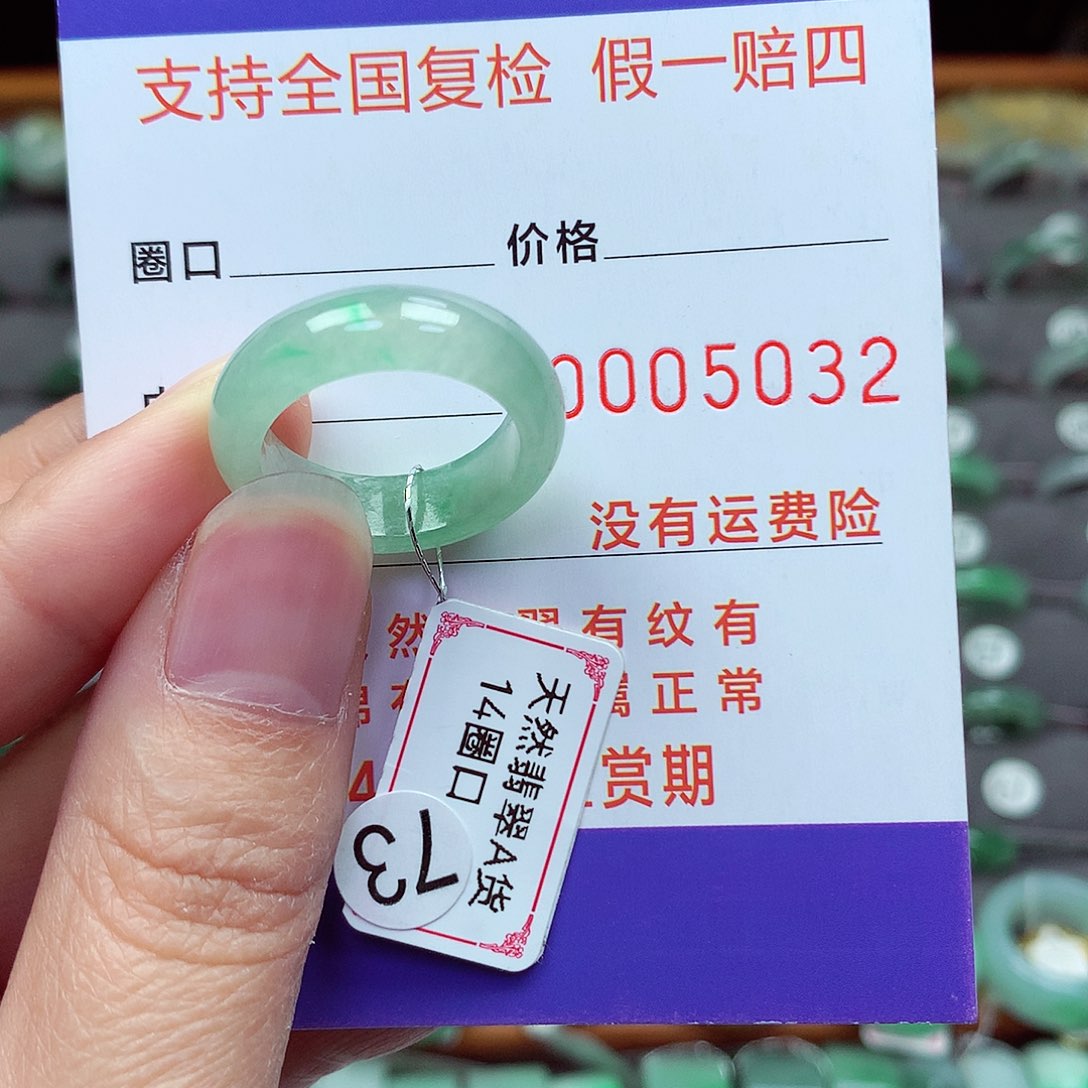 支持全国复检 假一赔四
圈口 价格
0005032
没有运费险
然 翠有纹有
常有 属正常
4 赏期
天然翡翠A货
14圈口
73